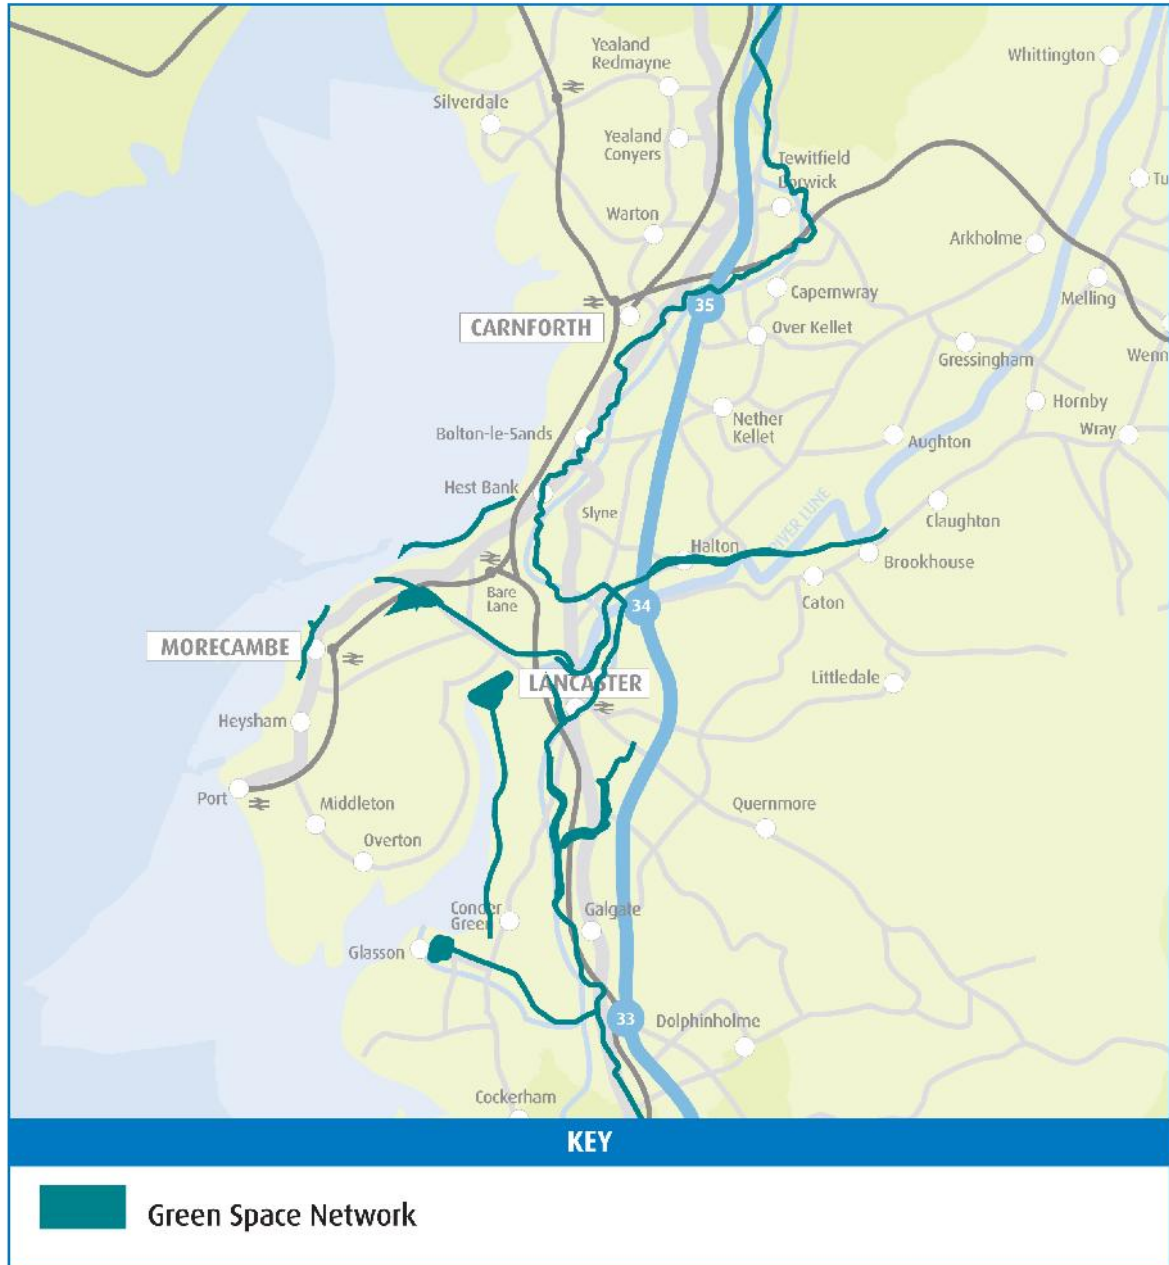 Yealand
Redmayne
Whittington
Silverdale
Yealand
Conyers
Tewitfield
Borwick
Tu
Warton
Arkholme
Capernwray
Melling
35
CARNFORTH
Over Kellet
Gressingham
Wenn
Hornby
Nether
Kellet
Wray
Bolton-le-Sands
Aughton
Hest Bank
Slyne
RIVER LUNE
Claughton
Halton
Brookhouse
Bare
Lane
Caton
34
MORECAMBE
LANCASTER
Littledale
Heysham
Port
Middleton
Quernmore
Overton
Conder
Green
Galgate
Glasson
33
Dolphinholme
Cockerham
KEY
Green Space Network